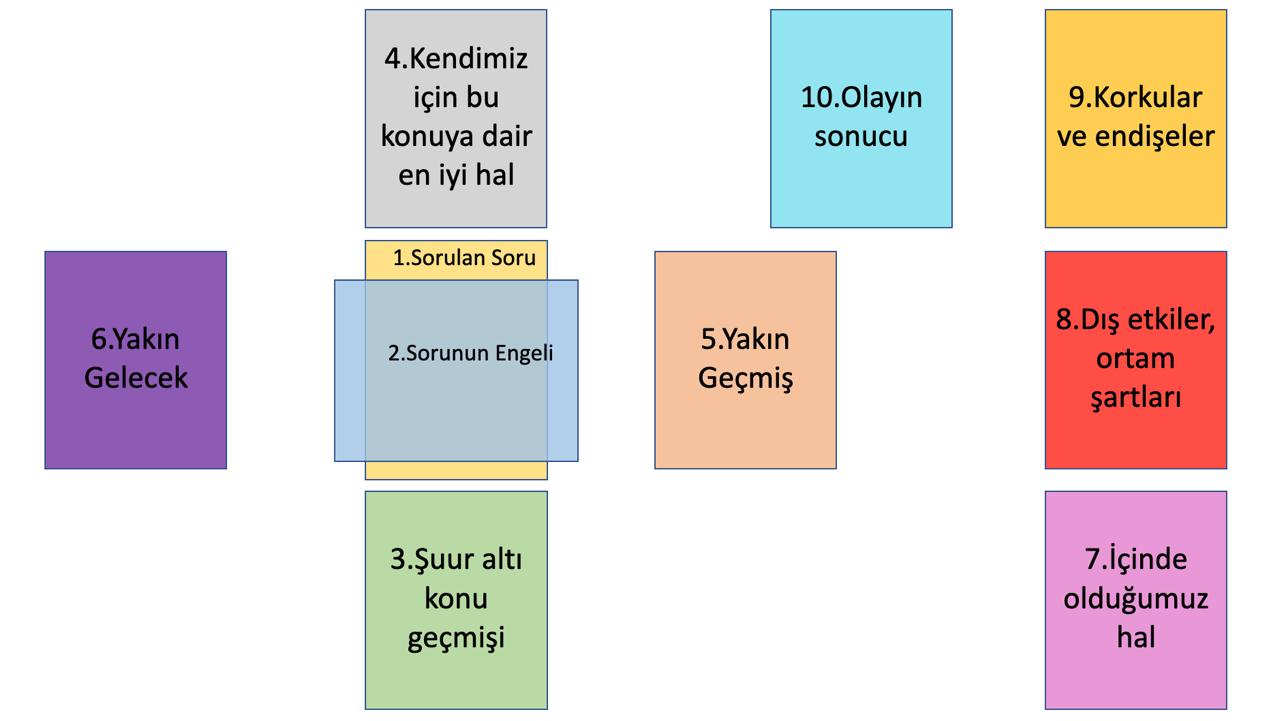 4.Kendimiz
için bu
konuya dair
en iyi hal
10.Olayın
sonucu
9.Korkular
ve endişeler
1.Sorulan Soru
2.Sorunun Engeli
6.Yakın
Gelecek
5.Yakın
Geçmiş
8.Dış etkiler,
ortam
şartları
3.Şuur altı
konu
geçmişi
7.İçinde
olduğumuz
hal